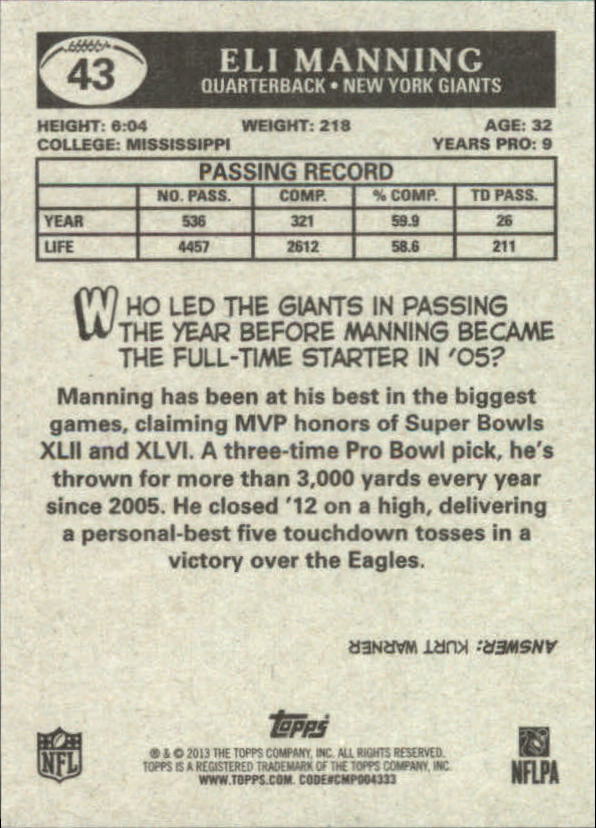 43
ELI MANNING
QUARTERBACK • NEW YORK GIANTS
HEIGHT: 6:04 WEIGHT: 218 AGE: 32
COLLEGE: MISSISSIPPI YEARS PRO: 9
PASSING RECORD
NO. PASS. COMP. % COMP. TD PASS.
YEAR 536 321 59.9 26
LIFE 4457 2612 58.6 211
WHO LED THE GIANTS IN PASSING
THE YEAR BEFORE MANNING BECAME
THE FULL-TIME STARTER IN '05?
Manning has been at his best in the biggest
games, claiming MVP honors of Super Bowls
XLII and XLVI. A three-time Pro Bowl pick, he's
thrown for more than 3,000 yards every year
since 2005. He closed '12 on a high, delivering
a personal-best five touchdown tosses in a
victory over the Eagles.
ANSWER: KURT WARNER
Topps
® & © 2013 THE TOPPS COMPANY, INC. ALL RIGHTS RESERVED.
TOPPS IS A REGISTERED TRADEMARK OF THE TOPPS COMPANY, INC.
WWW.TOPPS.COM. CODE#CMP004333
NFL
NFLPA